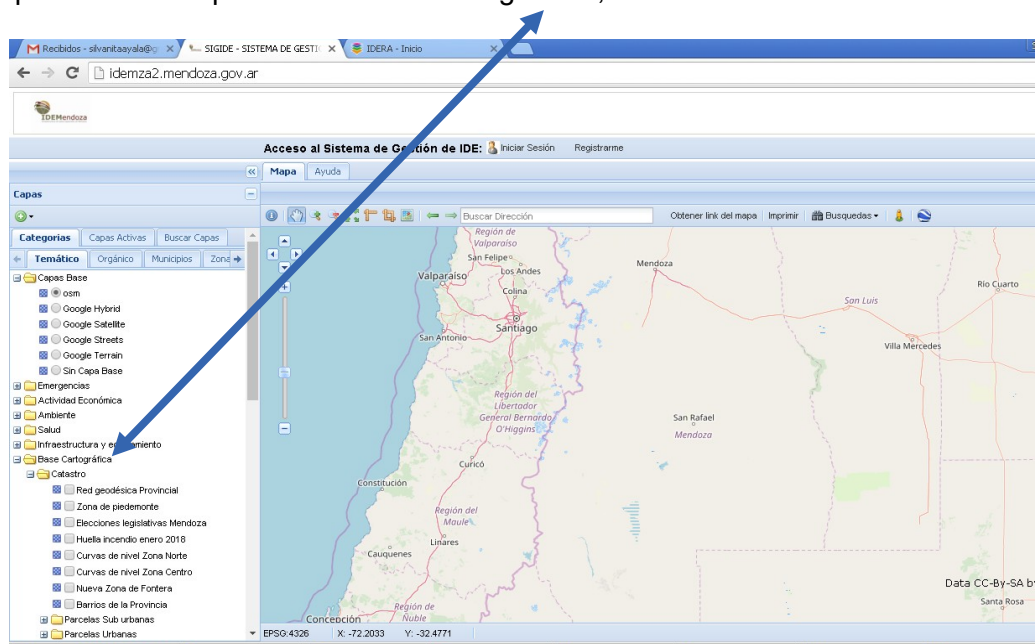 Recibidos - silvanitaayala@g
SIGIDE - SISTEMA DE GESTI
IDERA - Inicio
idemza2.mendoza.gov.ar
IDEMendoza
Acceso al Sistema de Gestión de IDE: Iniciar Sesión Registrarme
Mapa Ayuda
Capas
Obtener link del mapa Imprimir Busquedas
Buscar Dirección
Categorias Capas Activas Buscar Capas
Temático Orgánico Municipios Zona
Capas Base
osm
Google Hybrid
Google Satellite
Google Streets
Google Terrain
Sin Capa Base
Emergencias
Actividad Económica
Ambiente
Salud
Infraestructura y
Base Cartográfica
Catastro
Red geodésica Provincial
Zona de piedemonte
Elecciones legislativas Mendoza
Huella incendio enero 2018
Curvas de nivel Zona Norte
Curvas de nivel Zona Centro
Nueva Zona de Fontera
Barrios de la Provincia
Parcelas Sub urbanas
Parcelas Urbanas
Región de
Valparaíso
San Felipe
Los Andes
Valparaíso
Colina
Santiago
San Antonio
Mendoza
San Luis
Río Cuarto
Villa Mercedes
Región del
Libertador
General Bernardo
O'Higgins
San Rafael
Mendoza
Curicó
Constitución
Región del
Maule
Linares
Cauquenes
Región de
Ñuble
Concepción
Data CC-By-SA by
Santa Rosa
EPSG:4326 X: -72.2033 Y: -32.4771